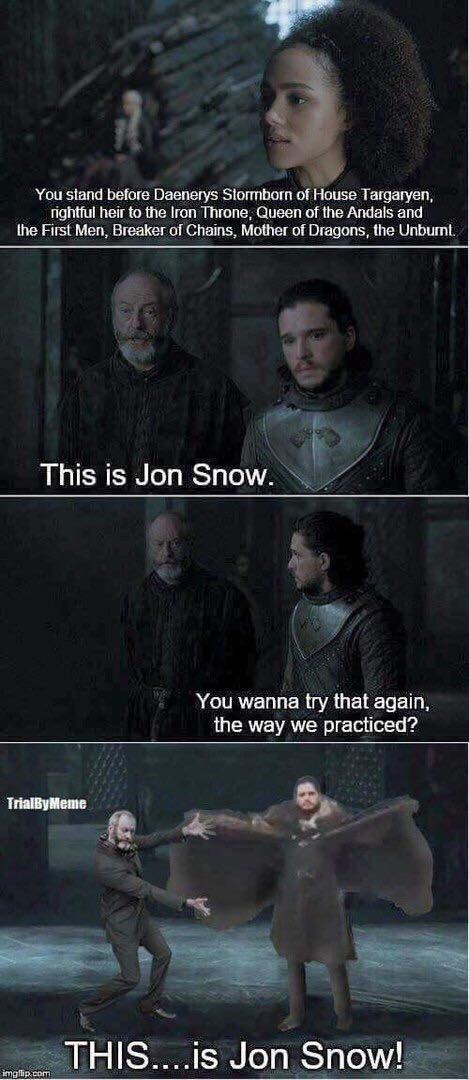 You stand before Daenerys Stormborn of House Targaryen,
rightful heir to the Iron Throne, Queen of the Andals and
the First Men, Breaker of Chains, Mother of Dragons, the Unburnt.
This is Jon Snow.
You wanna try that again,
the way we practiced?
TrialByMeme
THIS....is Jon Snow!
imgflip.com